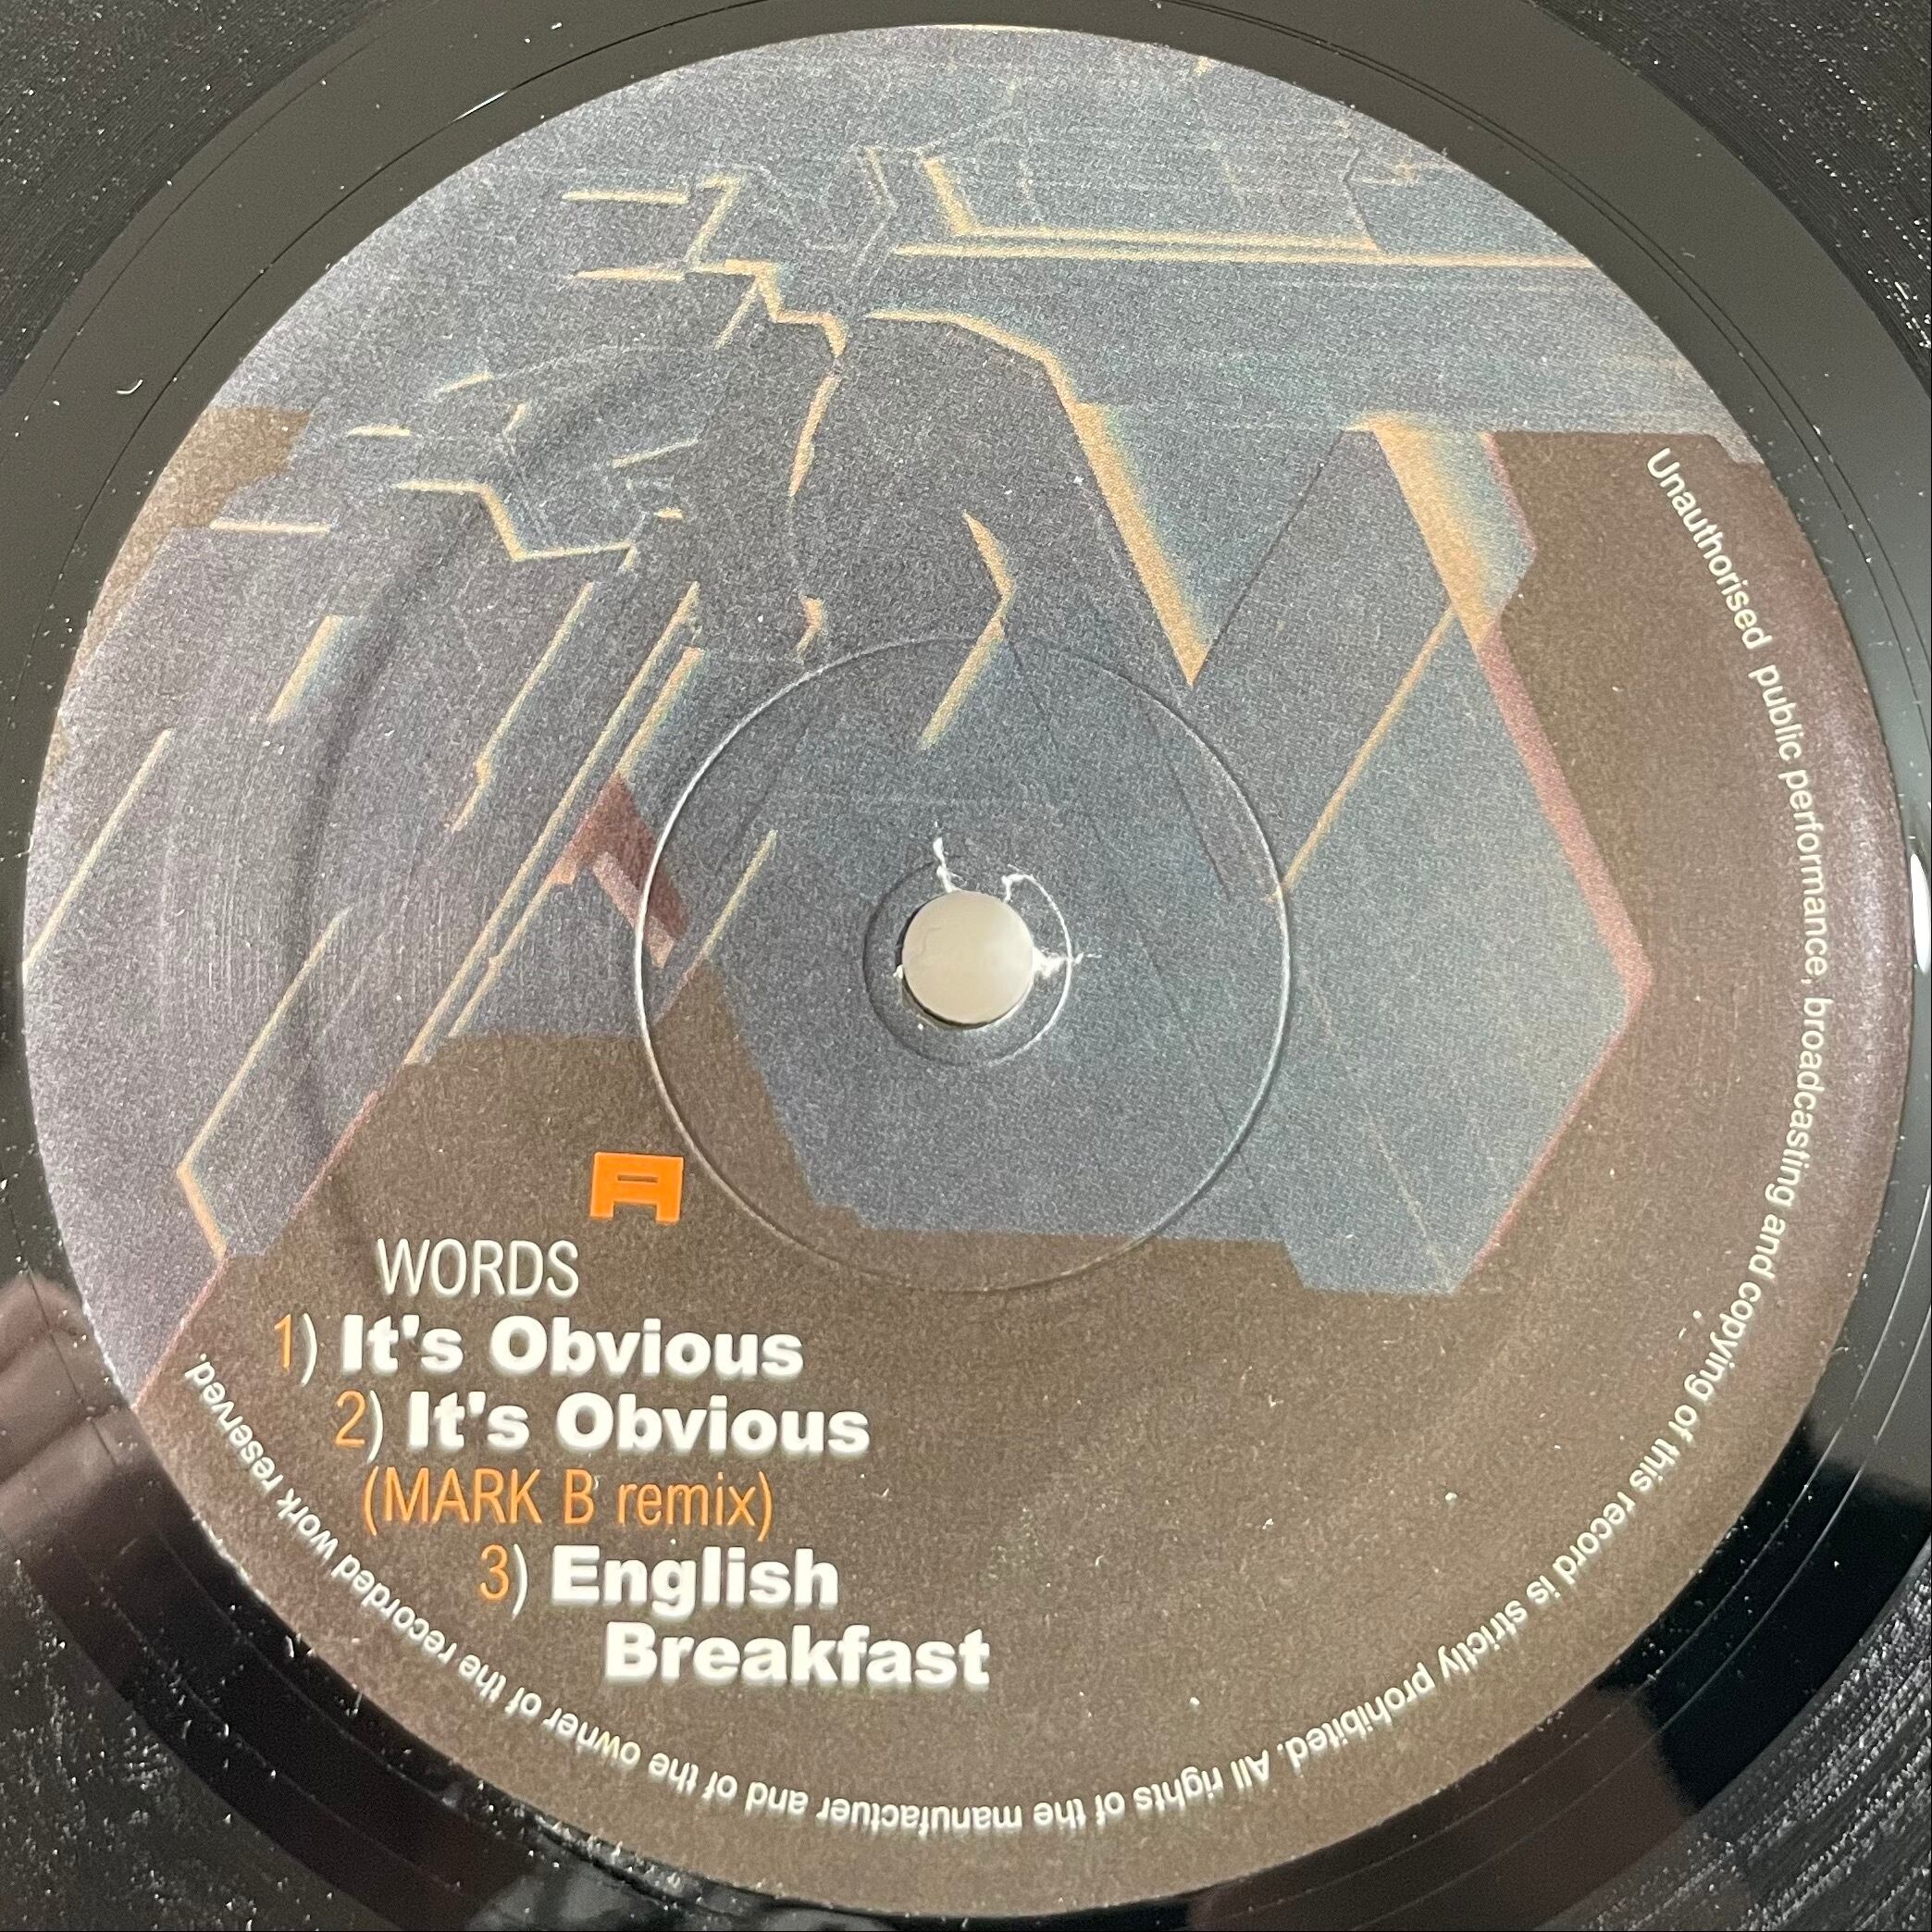 A
WORDS
1) It's Obvious
2) It's Obvious
(MARK B remix)
3) English
Breakfast
Unauthorised public performance, broadcasting and copying of this record is strictly prohibited. All rights of the manufactuer and of the owner of the recorded work reserved.